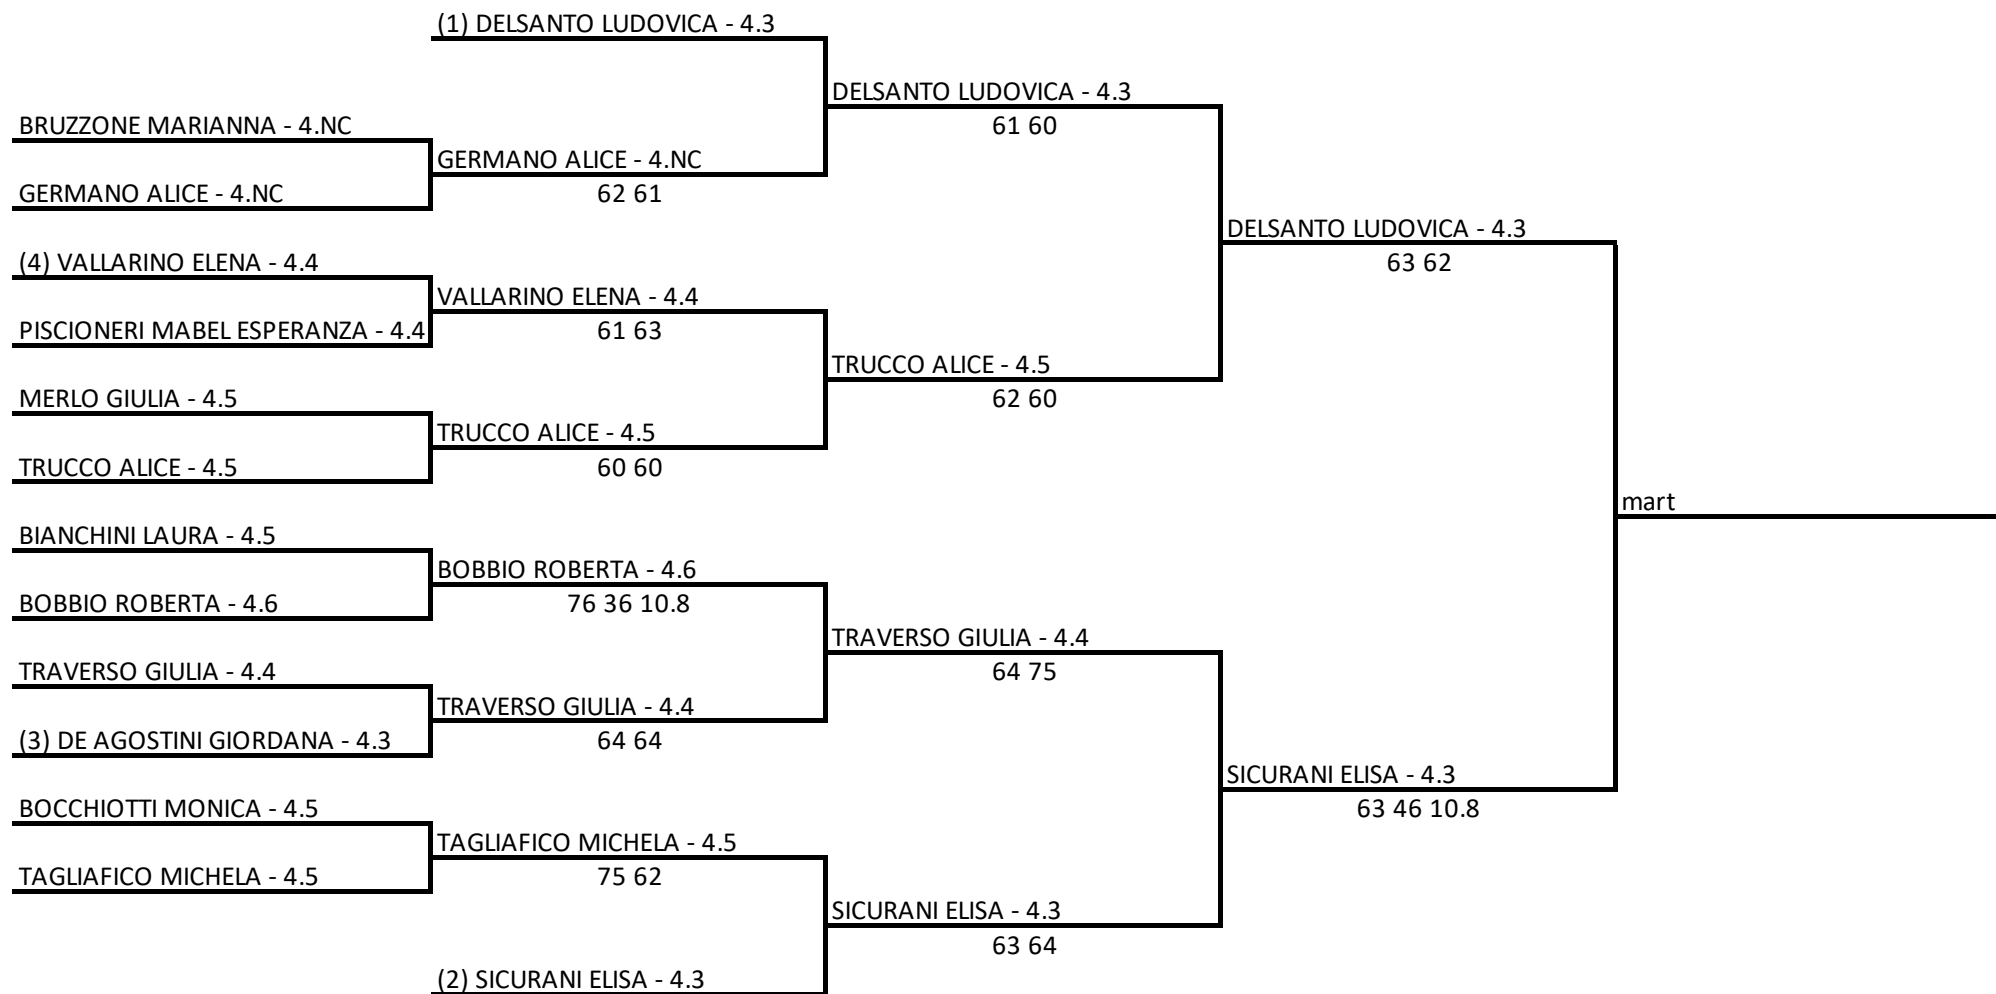 (1) DELSANTO LUDOVICA - 4.3
DELSANTO LUDOVICA - 4.3
BRUZZONE MARIANNA - 4.NC
61 60
GERMANO ALICE - 4.NC
GERMANO ALICE - 4.NC
62 61
DELSANTO LUDOVICA - 4.3
(4) VALLARINO ELENA - 4.4
63 62
VALLARINO ELENA - 4.4
PISCIONERI MABEL ESPERANZA - 4.4
61 63
TRUCCO ALICE - 4.5
MERLO GIULIA - 4.5
62 60
TRUCCO ALICE - 4.5
TRUCCO ALICE - 4.5
60 60
mart
BIANCHINI LAURA - 4.5
BOBBIO ROBERTA - 4.6
BOBBIO ROBERTA - 4.6
76 36 10.8
TRAVERSO GIULIA - 4.4
TRAVERSO GIULIA - 4.4
64 75
TRAVERSO GIULIA - 4.4
(3) DE AGOSTINI GIORDANA - 4.3
64 64
SICURANI ELISA - 4.3
BOCCHIOTTI MONICA - 4.5
63 46 10.8
TAGLIAFICO MICHELA - 4.5
TAGLIAFICO MICHELA - 4.5
75 62
SICURANI ELISA - 4.3
63 64
(2) SICURANI ELISA - 4.3